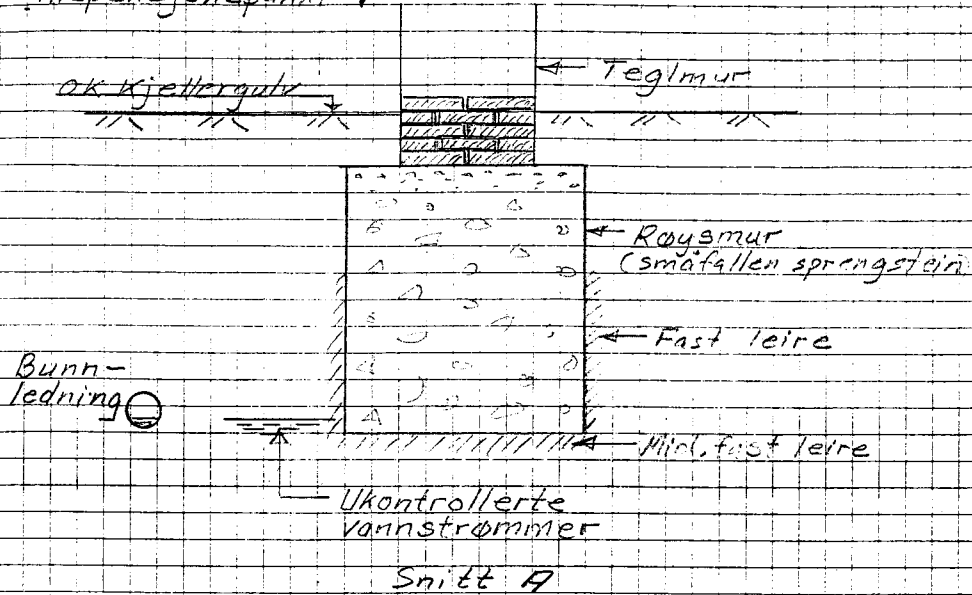 Teglmur
OK Kjellergulv
Røysmur
(småfallen sprengstein
Fast leire
Bunn-
ledning
Midl. fast leire
Ukontrollerte
vannstrømmer
Snitt A